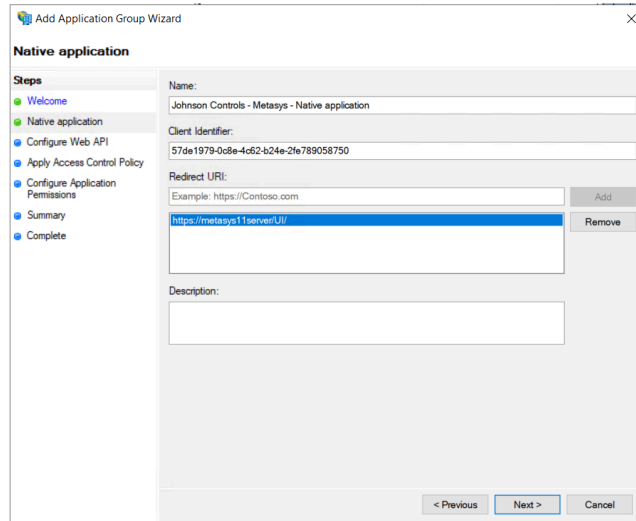 Add Application Group Wizard
Native application
Steps
Welcome
Native application
Configure Web API
Apply Access Control Policy
Configure Application
Permissions
Summary
Complete
Name:
Johnson Controls - Metasys - Native application
Client Identifier:
57de1979-0c8e-4c62-b24e-2fe789058750
Redirect URI:
Example: https://Contoso.com
Add
https://metasys11server/UI/
Remove
Description:
< Previous
Next >
Cancel